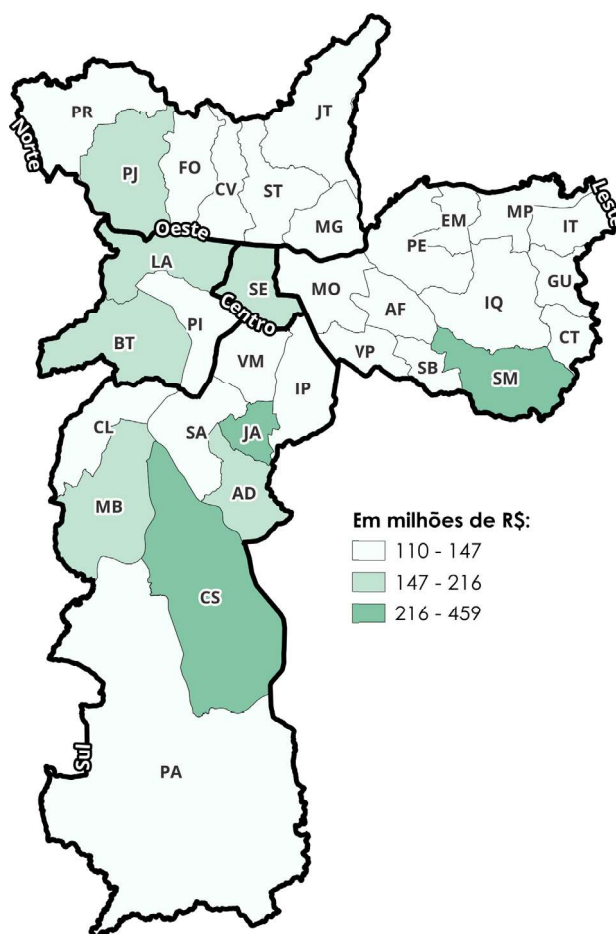 PR
JT
Norte
PJ
FO
CV
ST
MG
Oeste
Leste
MP
EM
IT
PE
LA
SE
MO
GU
IQ
AF
Centro
PI
BT
CT
VM
VP
SB
SM
IP
CL
SA
JA
MB
AD
Em milhões de R$:
110 - 147
147 - 216
216 - 459
CS
Sul
PA